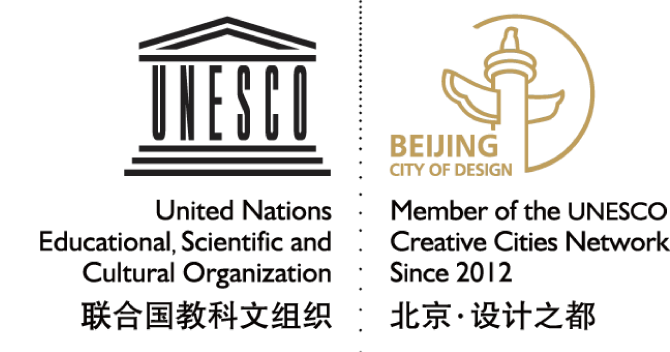 UNESCO
United Nations
Educational, Scientific and
Cultural Organization
联合国教科文组织
BEIJING
CITY OF DESIGN
Member of the UNESCO
Creative Cities Network
Since 2012
北京·设计之都